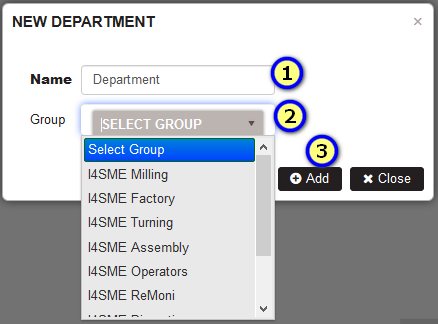 NEW DEPARTMENT ×
Name Department 1
Group SELECT GROUP 2
Select Group
I4SME Milling
I4SME Factory
I4SME Turning
I4SME Assembly
I4SME Operators
I4SME ReMoni
3
Add Close